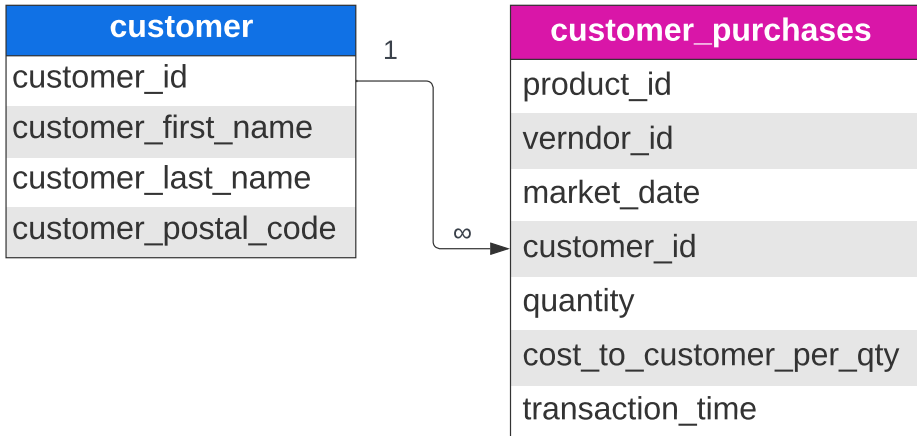 customer
customer_id
customer_first_name
customer_last_name
customer_postal_code
1
∞
customer_purchases
product_id
verndor_id
market_date
customer_id
quantity
cost_to_customer_per_qty
transaction_time